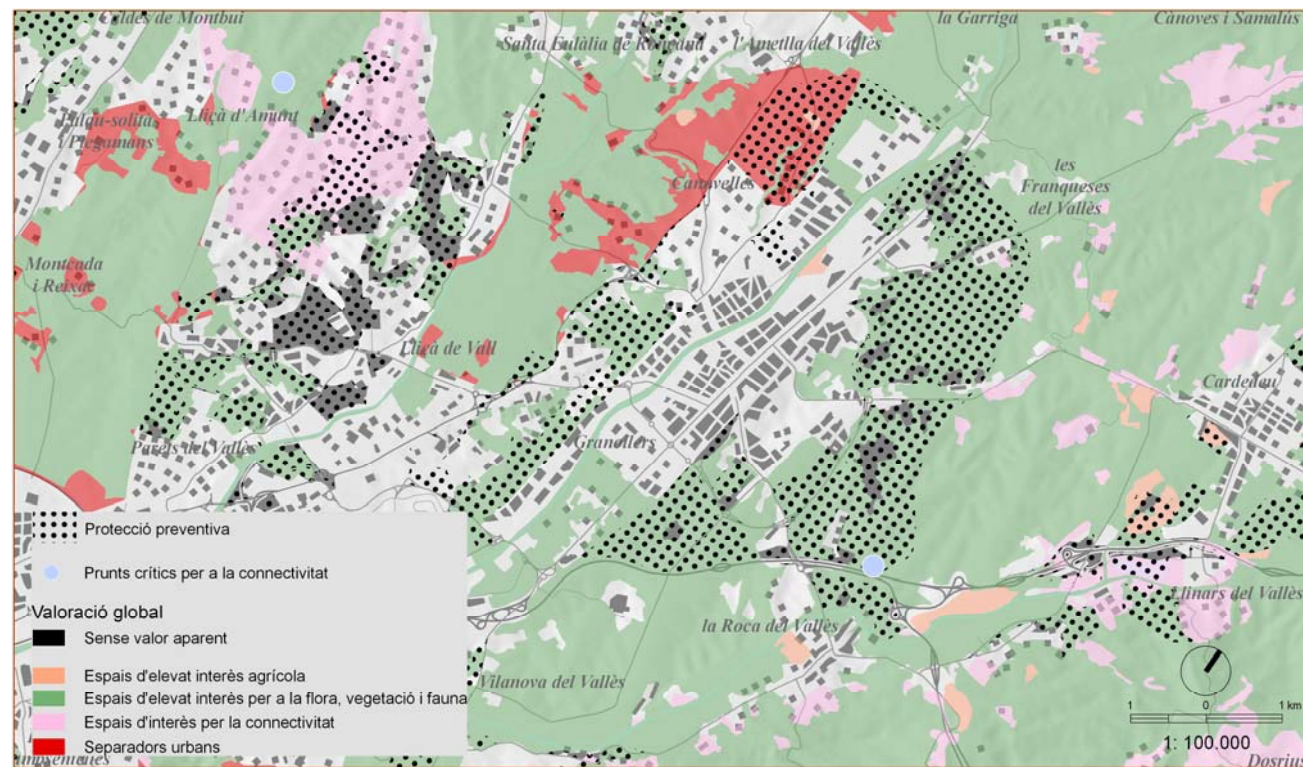 Caldes de Montbui
Santa Eulàlia de Ronçana
l'Ametlla del Vallès
la Garriga
Cànoves i Samalús
Palau-solità
i Plegamans
Lliçà d'Amunt
Canovelles
les
Franqueses
del Vallès
Montcada
i Reixac
Lliçà de Vall
Cardedeu
Parets del Vallès
Granollers
Protecció preventiva
Prunts crítics per a la connectivitat
Valoració global
Sense valor aparent
Espais d'elevat interès agrícola
Espais d'elevat interès per a la flora, vegetació i fauna
Espais d'interès per la connectivitat
Separadors urbans
Llinars del Vallès
la Roca del Vallès
Vilanova del Vallès
1 0 1 km
1: 100.000
Dosrius